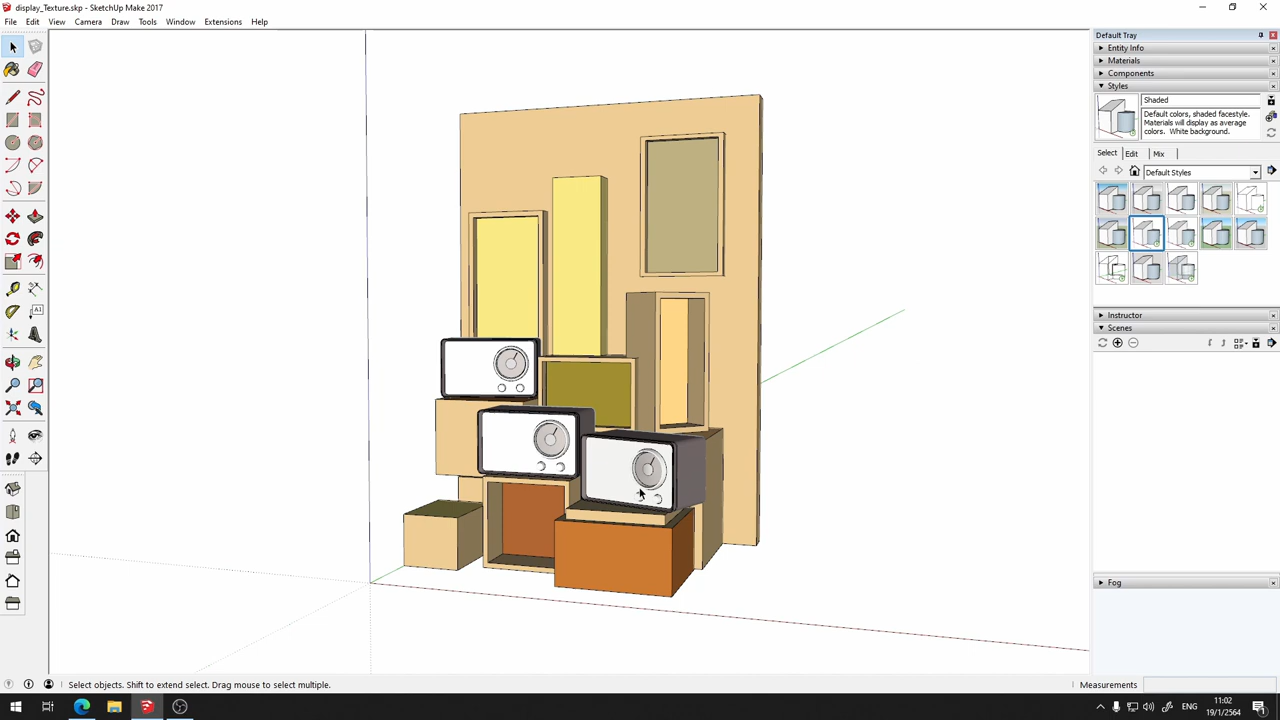 display_Texture.skp - SketchUp Make 2017
File Edit View Camera Draw Tools Window Extensions Help
Default Tray
Entity Info
Materials
Components
Styles
Shaded
Default colors, shaded facestyle.
Materials will display as average
colors. White background.
Select Edit Mix
Default Styles
Instructor
Scenes
Fog
Select objects. Shift to extend select. Drag mouse to select multiple.
Measurements
ENG
11:02
19/1/2564